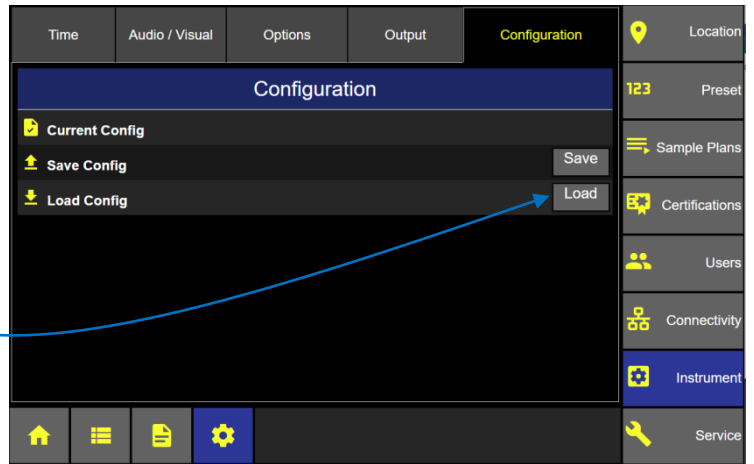 Time
Audio / Visual
Options
Output
Configuration
Configuration
Current Config
Save Config
Save
Load Config
Load
Location
123
Preset
Sample Plans
Certifications
Users
Connectivity
Instrument
Service